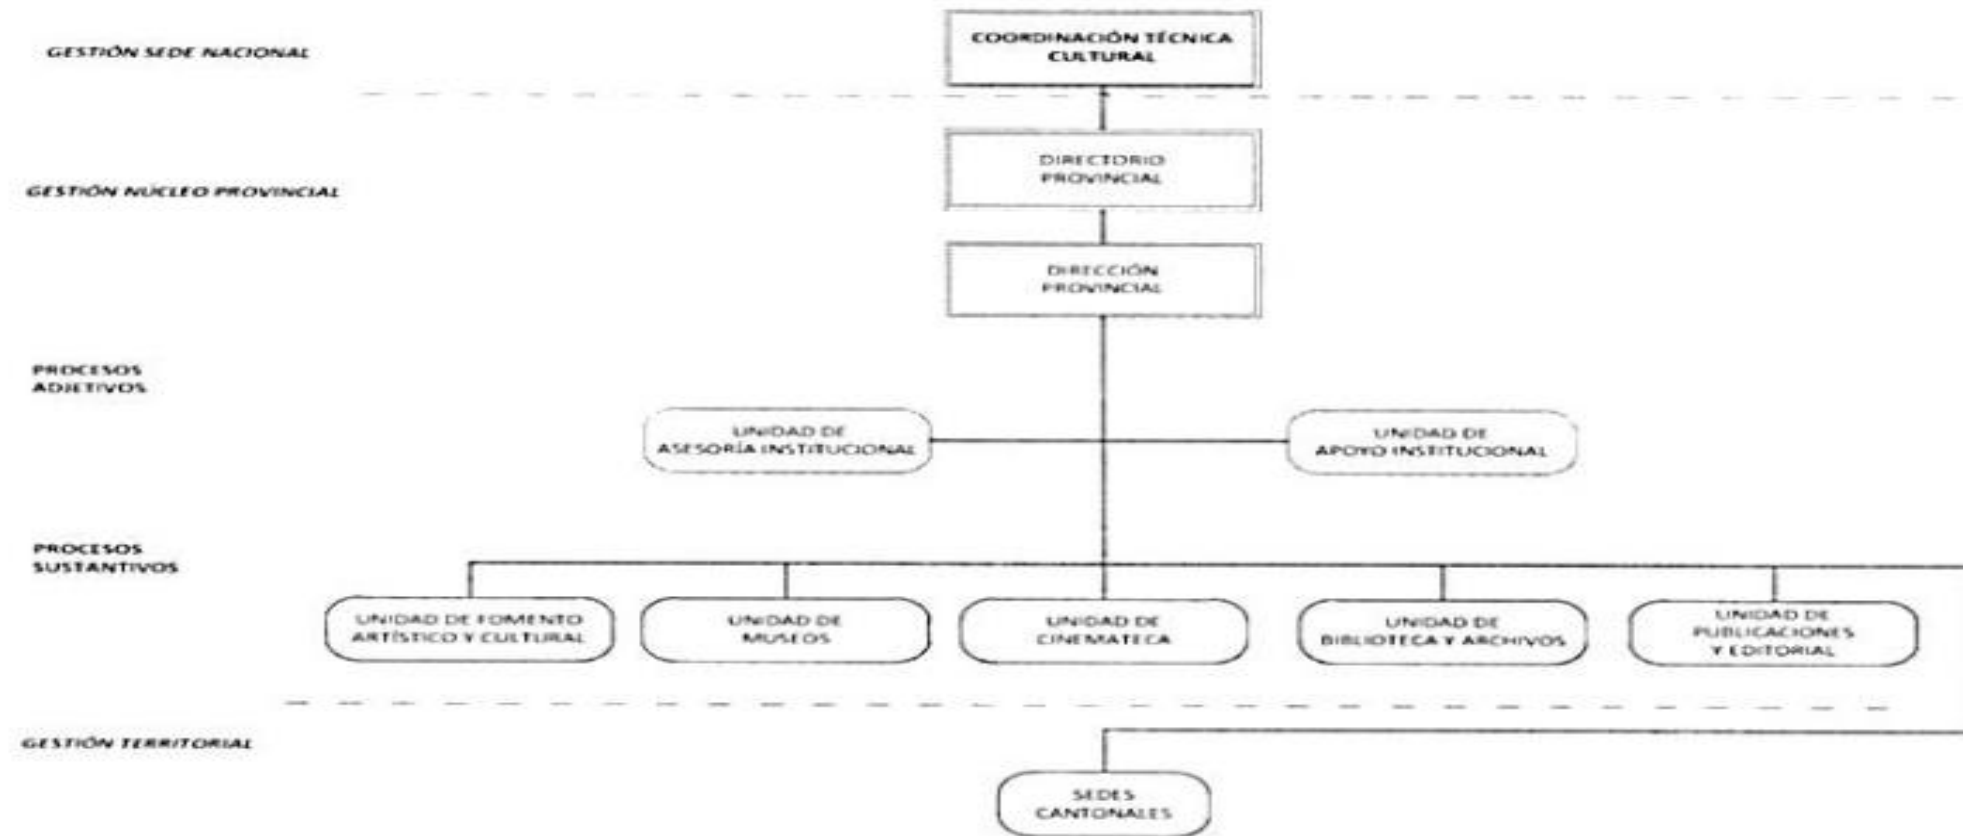 GESTIÓN SEDE NACIONAL
COORDINACIÓN TÉCNICA
CULTURAL
GESTIÓN NÚCLEO PROVINCIAL
DIRECTORIO
PROVINCIAL
DIRECCIÓN
PROVINCIAL
PROCESOS
ADJETIVOS
UNIDAD DE
ASESORÍA INSTITUCIONAL
UNIDAD DE
APOYO INSTITUCIONAL
PROCESOS
SUSTANTIVOS
UNIDAD DE FOMENTO
ARTÍSTICO Y CULTURAL
UNIDAD DE
MUSEOS
UNIDAD DE
CINEMATECA
UNIDAD DE
BIBLIOTECA Y ARCHIVOS
UNIDAD DE
PUBLICACIONES
Y EDITORIAL
GESTIÓN TERRITORIAL
SEDES
CANTONALES